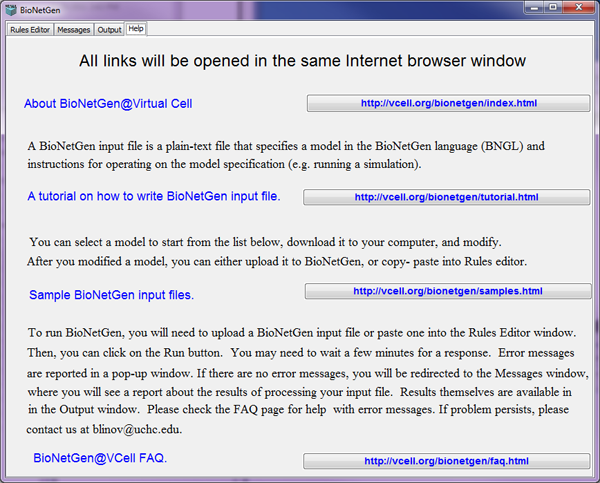 BioNetGen
Rules Editor Messages Output Help
All links will be opened in the same Internet browser window
About BioNetGen@Virtual Cell http://vcell.org/bionetgen/index.html
A BioNetGen input file is a plain-text file that specifies a model in the BioNetGen language (BNGL) and
instructions for operating on the model specification (e.g. running a simulation).
A tutorial on how to write BioNetGen input file. http://vcell.org/bionetgen/tutorial.html
You can select a model to start from the list below, download it to your computer, and modify.
After you modified a model, you can either upload it to BioNetGen, or copy- paste into Rules editor.
Sample BioNetGen input files. http://vcell.org/bionetgen/samples.html
To run BioNetGen, you will need to upload a BioNetGen input file or paste one into the Rules Editor window.
Then, you can click on the Run button. You may need to wait a few minutes for a response. Error messages
are reported in a pop-up window. If there are no error messages, you will be redirected to the Messages window,
where you will see a report about the results of processing your input file. Results themselves are available in
in the Output window. Please check the FAQ page for help with error messages. If problem persists, please
contact us at blinov@uchc.edu.
BioNetGen@VCell FAQ. http://vcell.org/bionetgen/faq.html